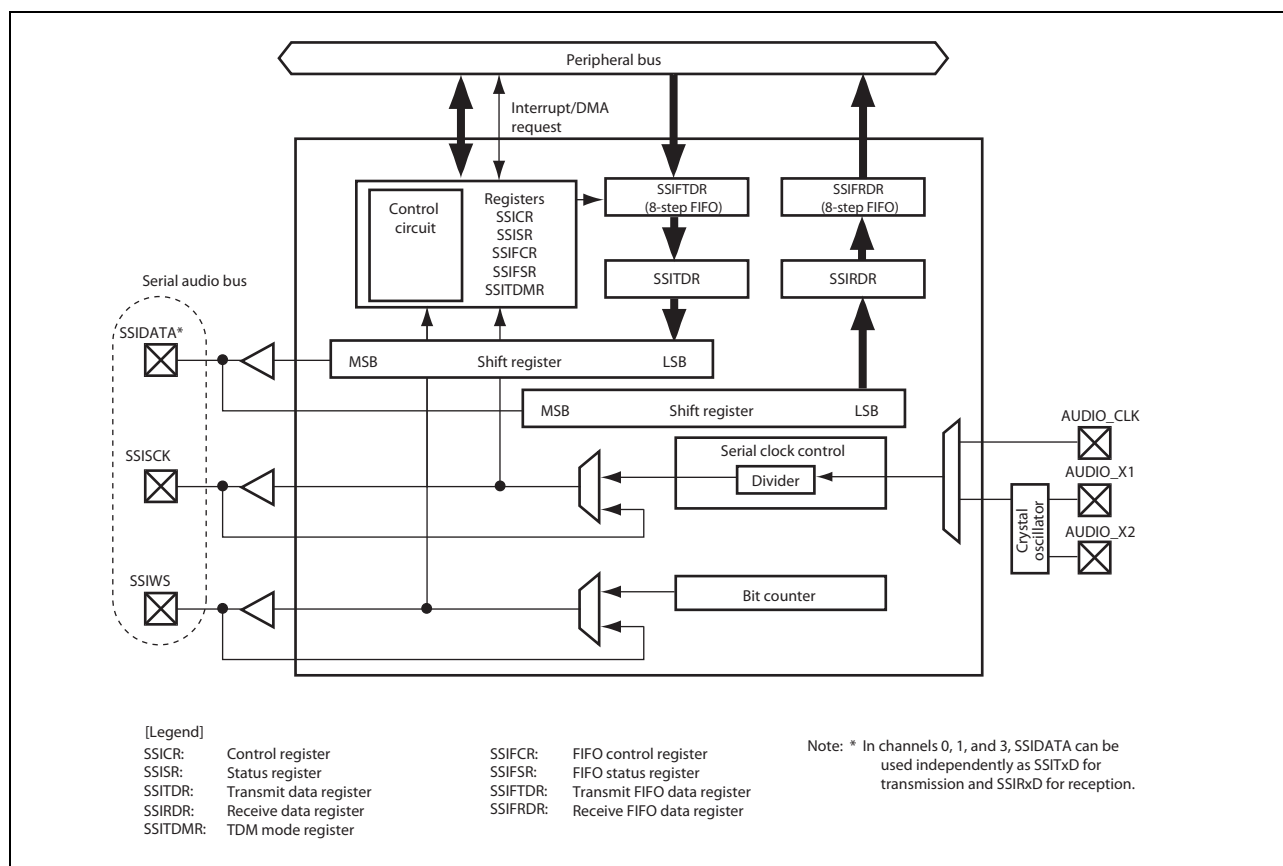 Peripheral bus
Interrupt/DMA
request
Control
circuit
Registers
SSICR
SSISR
SSIFCR
SSIFSR
SSITDMR
SSIFTDR
(8-step FIFO)
SSIFRDR
(8-step FIFO)
SSITDR
SSIRDR
Serial audio bus
SSIDATA*
MSB Shift register LSB
MSB Shift register LSB
SSISCK
Serial clock control
Divider
AUDIO_CLK
AUDIO_X1
AUDIO_X2
Crystal
oscillator
SSIWS
Bit counter
[Legend]
SSICR: Control register
SSISR: Status register
SSITDR: Transmit data register
SSIRDR: Receive data register
SSITDMR: TDM mode register
SSIFCR: FIFO control register
SSIFSR: FIFO status register
SSIFTDR: Transmit FIFO data register
SSIFRDR: Receive FIFO data register
Note: * In channels 0, 1, and 3, SSIDATA can be
used independently as SSITxD for
transmission and SSIRxD for reception.